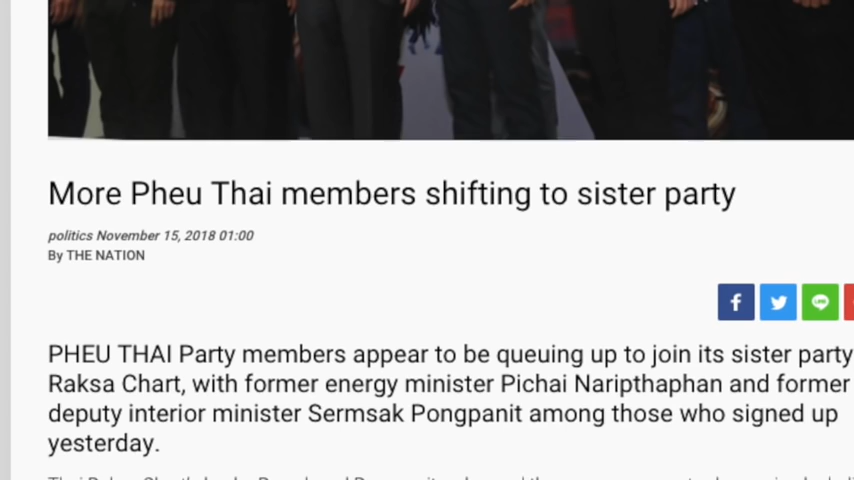 More Pheu Thai members shifting to sister party
politics November 15, 2018 01:00
By THE NATION
PHEU THAI Party members appear to be queuing up to join its sister party
Raksa Chart, with former energy minister Pichai Naripthaphan and former
deputy interior minister Sermsak Pongpanit among those who signed up
yesterday.